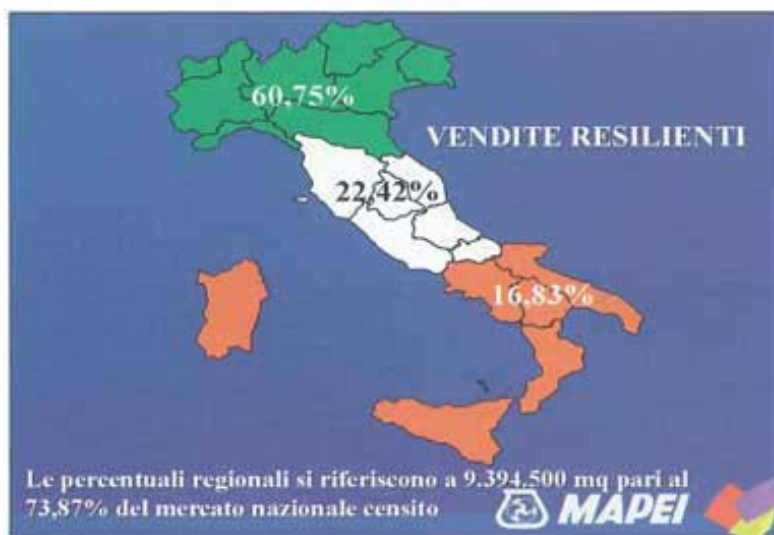 60,75%
VENDITE RESILIENTI
22,42%
16,83%
Le percentuali regionali si riferiscono a 9.394.500 mq pari al
73,87% del mercato nazionale censito
MAPEI